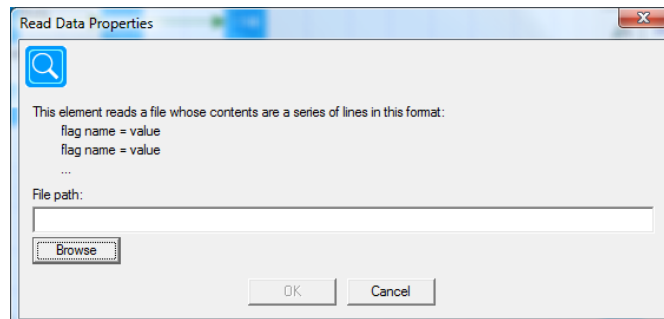 Read Data Properties
This element reads a file whose contents are a series of lines in this format:
flag name = value
flag name = value
...
File path:
Browse
OK
Cancel